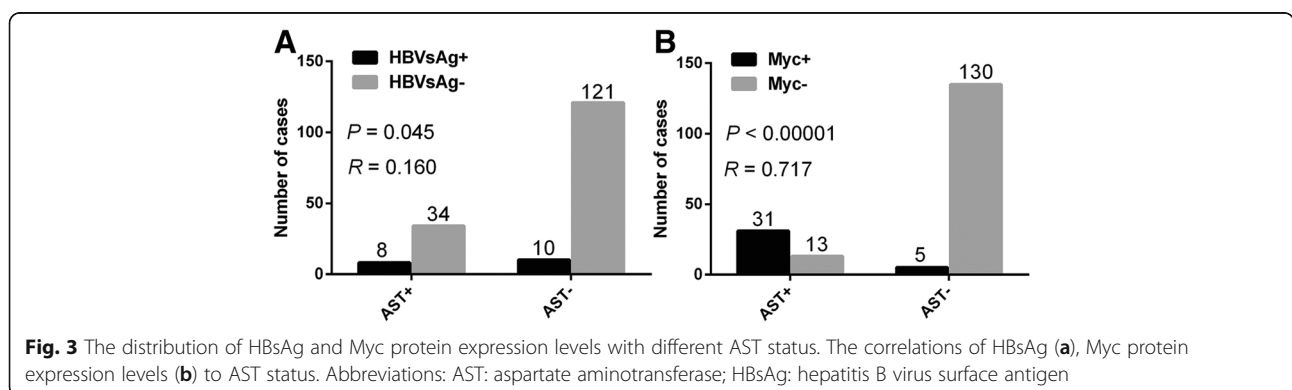 A
HBVsAg+
HBVsAg-
P = 0.045
R = 0.160
Number of cases
150
100
50
0
8
34
10
121
AST+
AST-
B
Myc+
Myc-
P < 0.00001
R = 0.717
Number of cases
150
100
50
0
31
13
5
130
AST+
AST-
Fig. 3 The distribution of HBsAg and Myc protein expression levels with different AST status. The correlations of HBsAg (a), Myc protein
expression levels (b) to AST status. Abbreviations: AST: aspartate aminotransferase; HBsAg: hepatitis B virus surface antigen